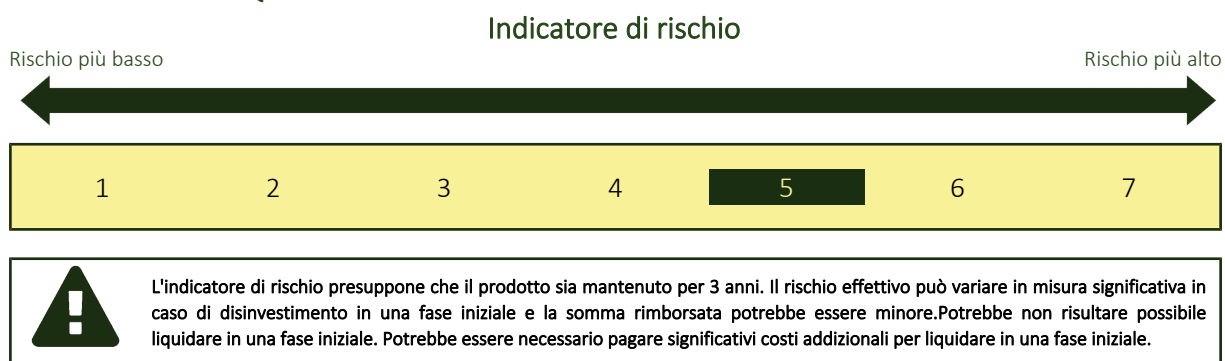 Indicatore di rischio
Rischio più basso
Rischio più alto
1 2 3 4 5 6 7
L'indicatore di rischio presuppone che il prodotto sia mantenuto per 3 anni. Il rischio effettivo può variare in misura significativa in
caso di disinvestimento in una fase iniziale e la somma rimborsata potrebbe essere minore.Potrebbe non risultare possibile
liquidare in una fase iniziale. Potrebbe essere necessario pagare significativi costi addizionali per liquidare in una fase iniziale.